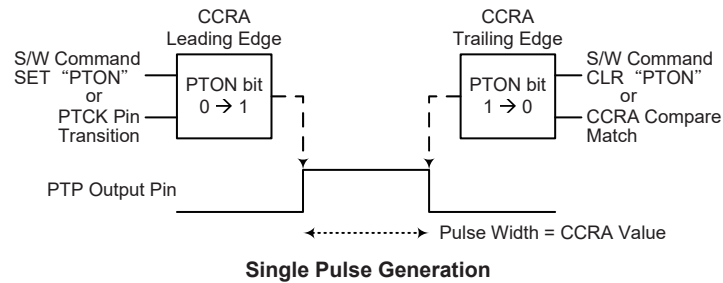 CCRA
Leading Edge
S/W Command
SET “PTON”
or
PTCK Pin
Transition
PTON bit
0 → 1
CCRA
Trailing Edge
PTON bit
1 → 0
S/W Command
CLR “PTON”
or
CCRA Compare
Match
PTP Output Pin
Pulse Width = CCRA Value
Single Pulse Generation